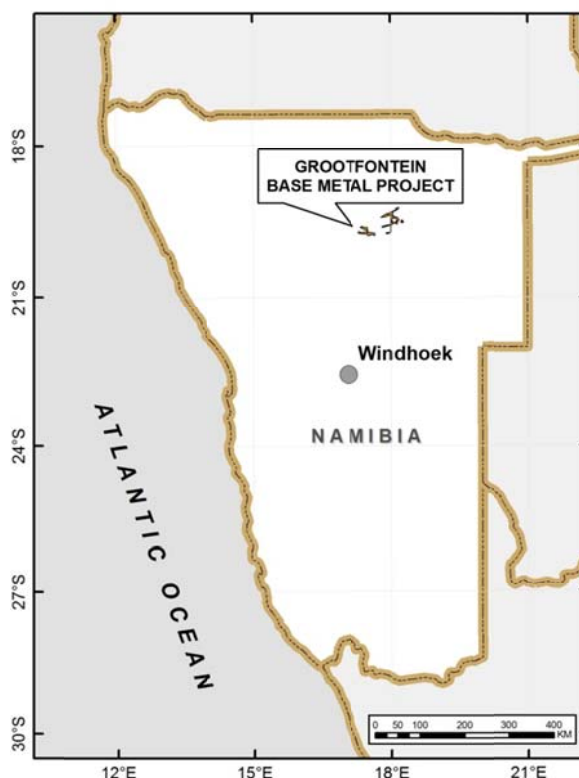 18°S
GROOTFONTEIN
BASE METAL PROJECT
21°S
Windhoek
24°S
NAMIBIA
ATLANTIC OCEAN
27°S
30°S
0 50 100 200 300 400
KM
12°E 15°E 18°E 21°E